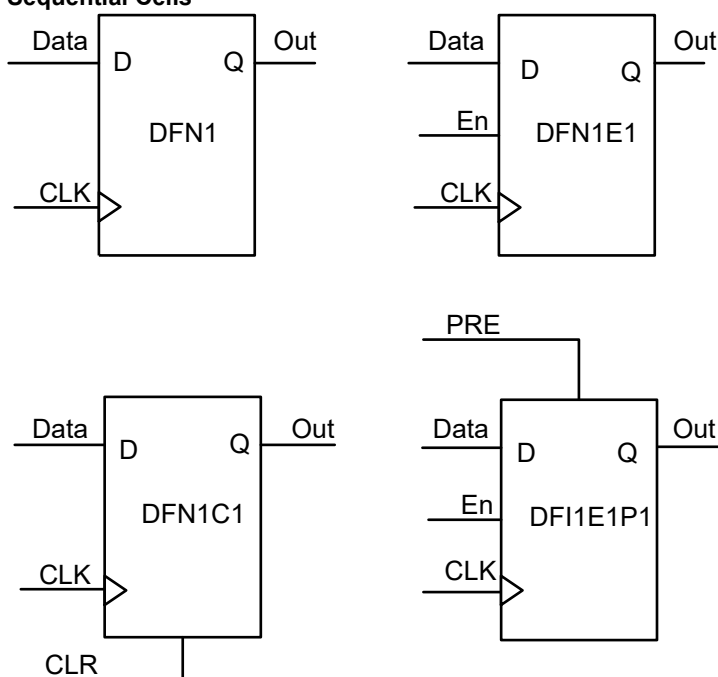 Sequential Cells
Data
D
Q
Out
DFN1
CLK
Data
D
Q
Out
En
DFN1E1
CLK
Data
D
Q
Out
DFN1C1
CLK
CLR
PRE
Data
D
Q
Out
En
DFI1E1P1
CLK